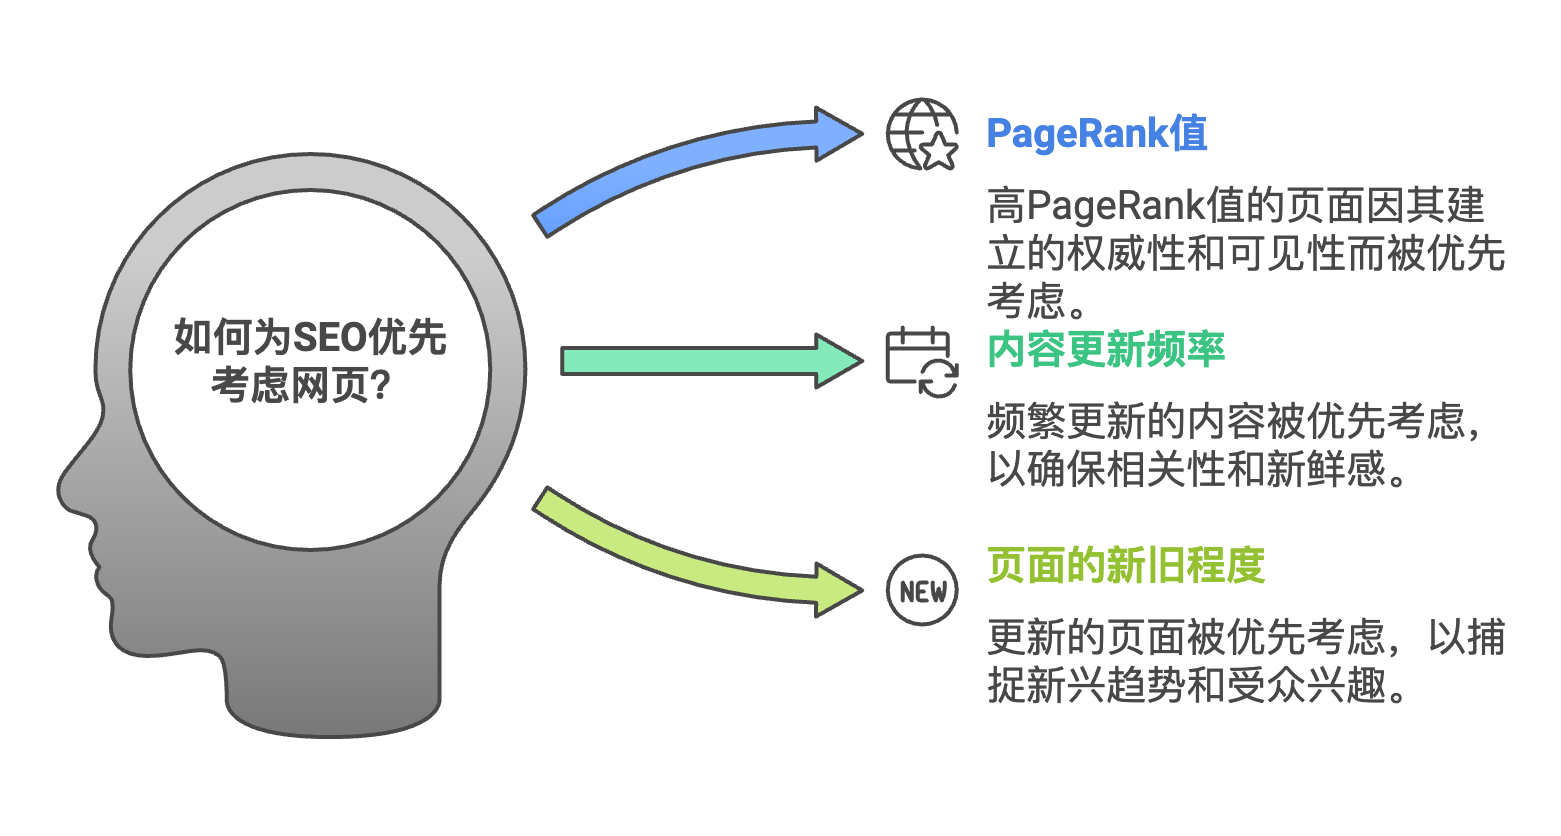 如何为SEO优先
考虑网页?
PageRank值
高PageRank值的页面因其建
立的权威性和可见性而被优先
考虑。
内容更新频率
频繁更新的内容被优先考虑，
以确保相关性和新鲜感。
NEW
页面的新旧程度
更新的页面被优先考虑，以捕
捉新兴趋势和受众兴趣。